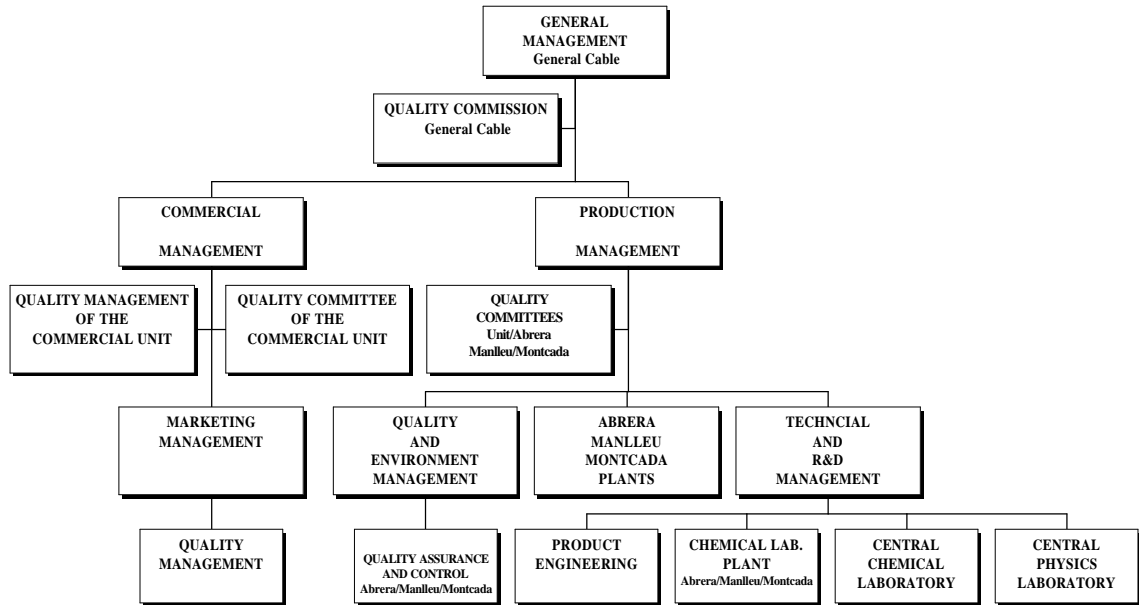 GENERAL
MANAGEMENT
General Cable
QUALITY COMMISSION
General Cable
COMMERCIAL
MANAGEMENT
PRODUCTION
MANAGEMENT
QUALITY MANAGEMENT
OF THE
COMMERCIAL UNIT
QUALITY COMMITTEE
OF THE
COMMERCIAL UNIT
QUALITY
COMMITTEES
Unit/Abrera
Manlleu/Montcada
MARKETING
MANAGEMENT
QUALITY
AND
ENVIRONMENT
MANAGEMENT
ABRERA
MANLLEU
MONTCADA
PLANTS
TECHNCIAL
AND
R&D
MANAGEMENT
QUALITY
MANAGEMENT
QUALITY ASSURANCE
AND CONTROL
Abrera/Manlleu/Montcada
PRODUCT
ENGINEERING
CHEMICAL LAB.
PLANT
Abrera/Manlleu/Montcada
CENTRAL
CHEMICAL
LABORATORY
CENTRAL
PHYSICS
LABORATORY